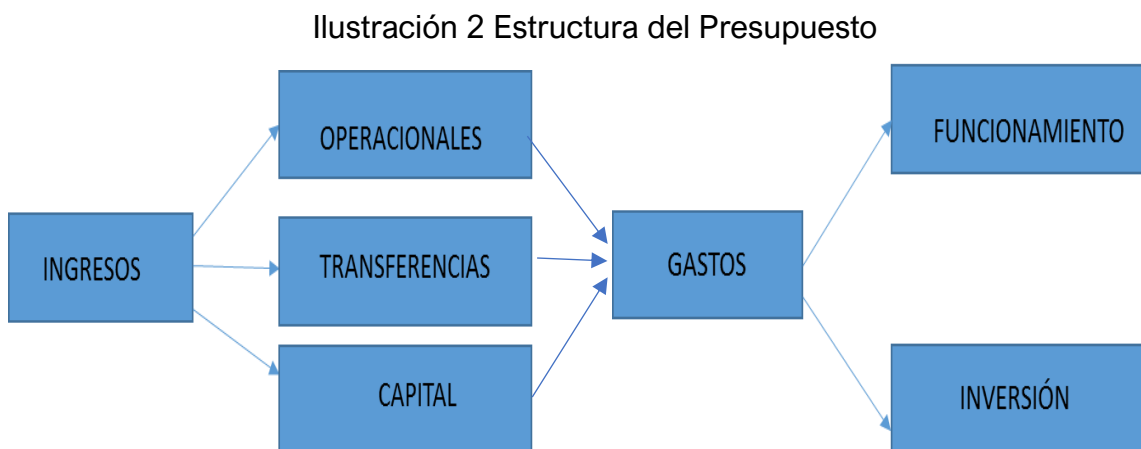 Ilustración 2 Estructura del Presupuesto
OPERACIONALES
FUNCIONAMIENTO
INGRESOS
TRANSFERENCIAS
GASTOS
CAPITAL
INVERSIÓN